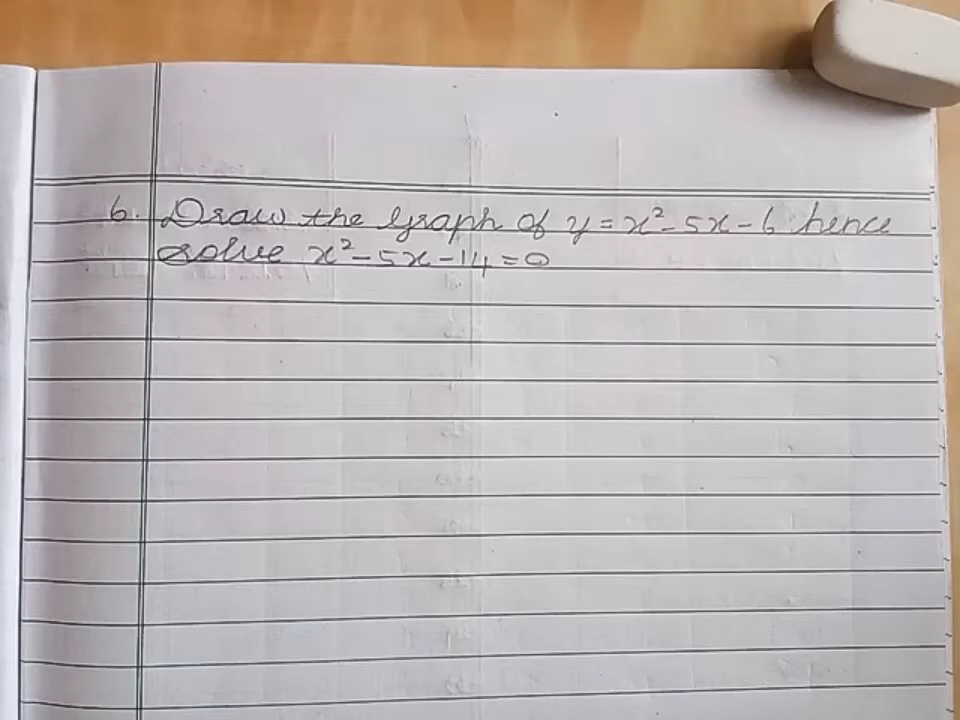 6. Draw the graph of y = x² - 5x - 6 hence
solve x² - 5x - 14 = 0